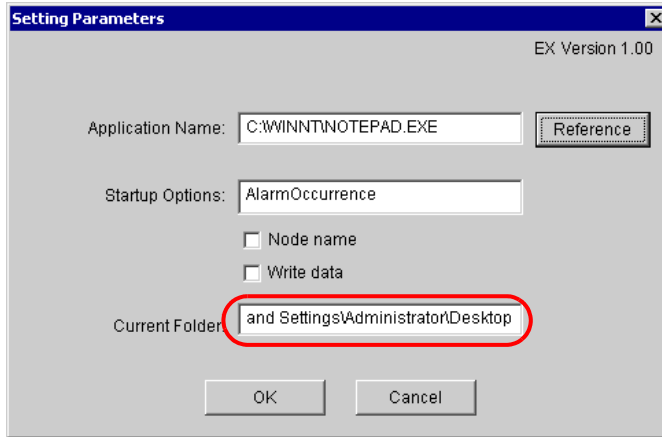 Setting Parameters
EX Version 1.00
Application Name: C:\WINNT\NOTEPAD.EXE Reference
Startup Options: AlarmOccurrence
Node name
Write data
Current Folder: and Settings\Administrator\Desktop
OK Cancel